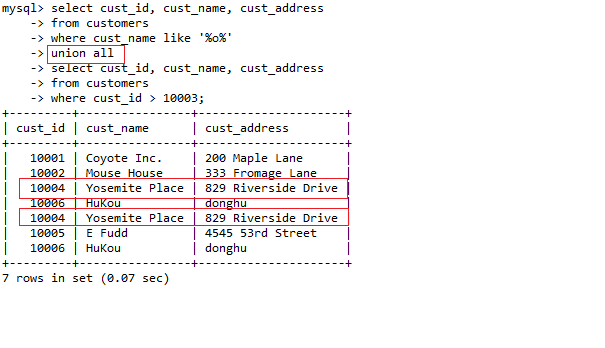 mysql> select cust_id, cust_name, cust_address
-> from customers
-> where cust_name like '%o%'
-> union all
-> select cust_id, cust_name, cust_address
-> from customers
-> where cust_id > 10003;
+---------+----------------+--------------------+
| cust_id | cust_name | cust_address |
+---------+----------------+--------------------+
| 10001 | Coyote Inc. | 200 Maple Lane |
| 10002 | Mouse House | 333 Fromage Lane |
| 10004 | Yosemite Place | 829 Riverside Drive |
| 10006 | HuKou | donghu |
| 10004 | Yosemite Place | 829 Riverside Drive |
| 10005 | E Fudd | 4545 53rd Street |
| 10006 | HuKou | donghu |
+---------+----------------+--------------------+
7 rows in set (0.07 sec)